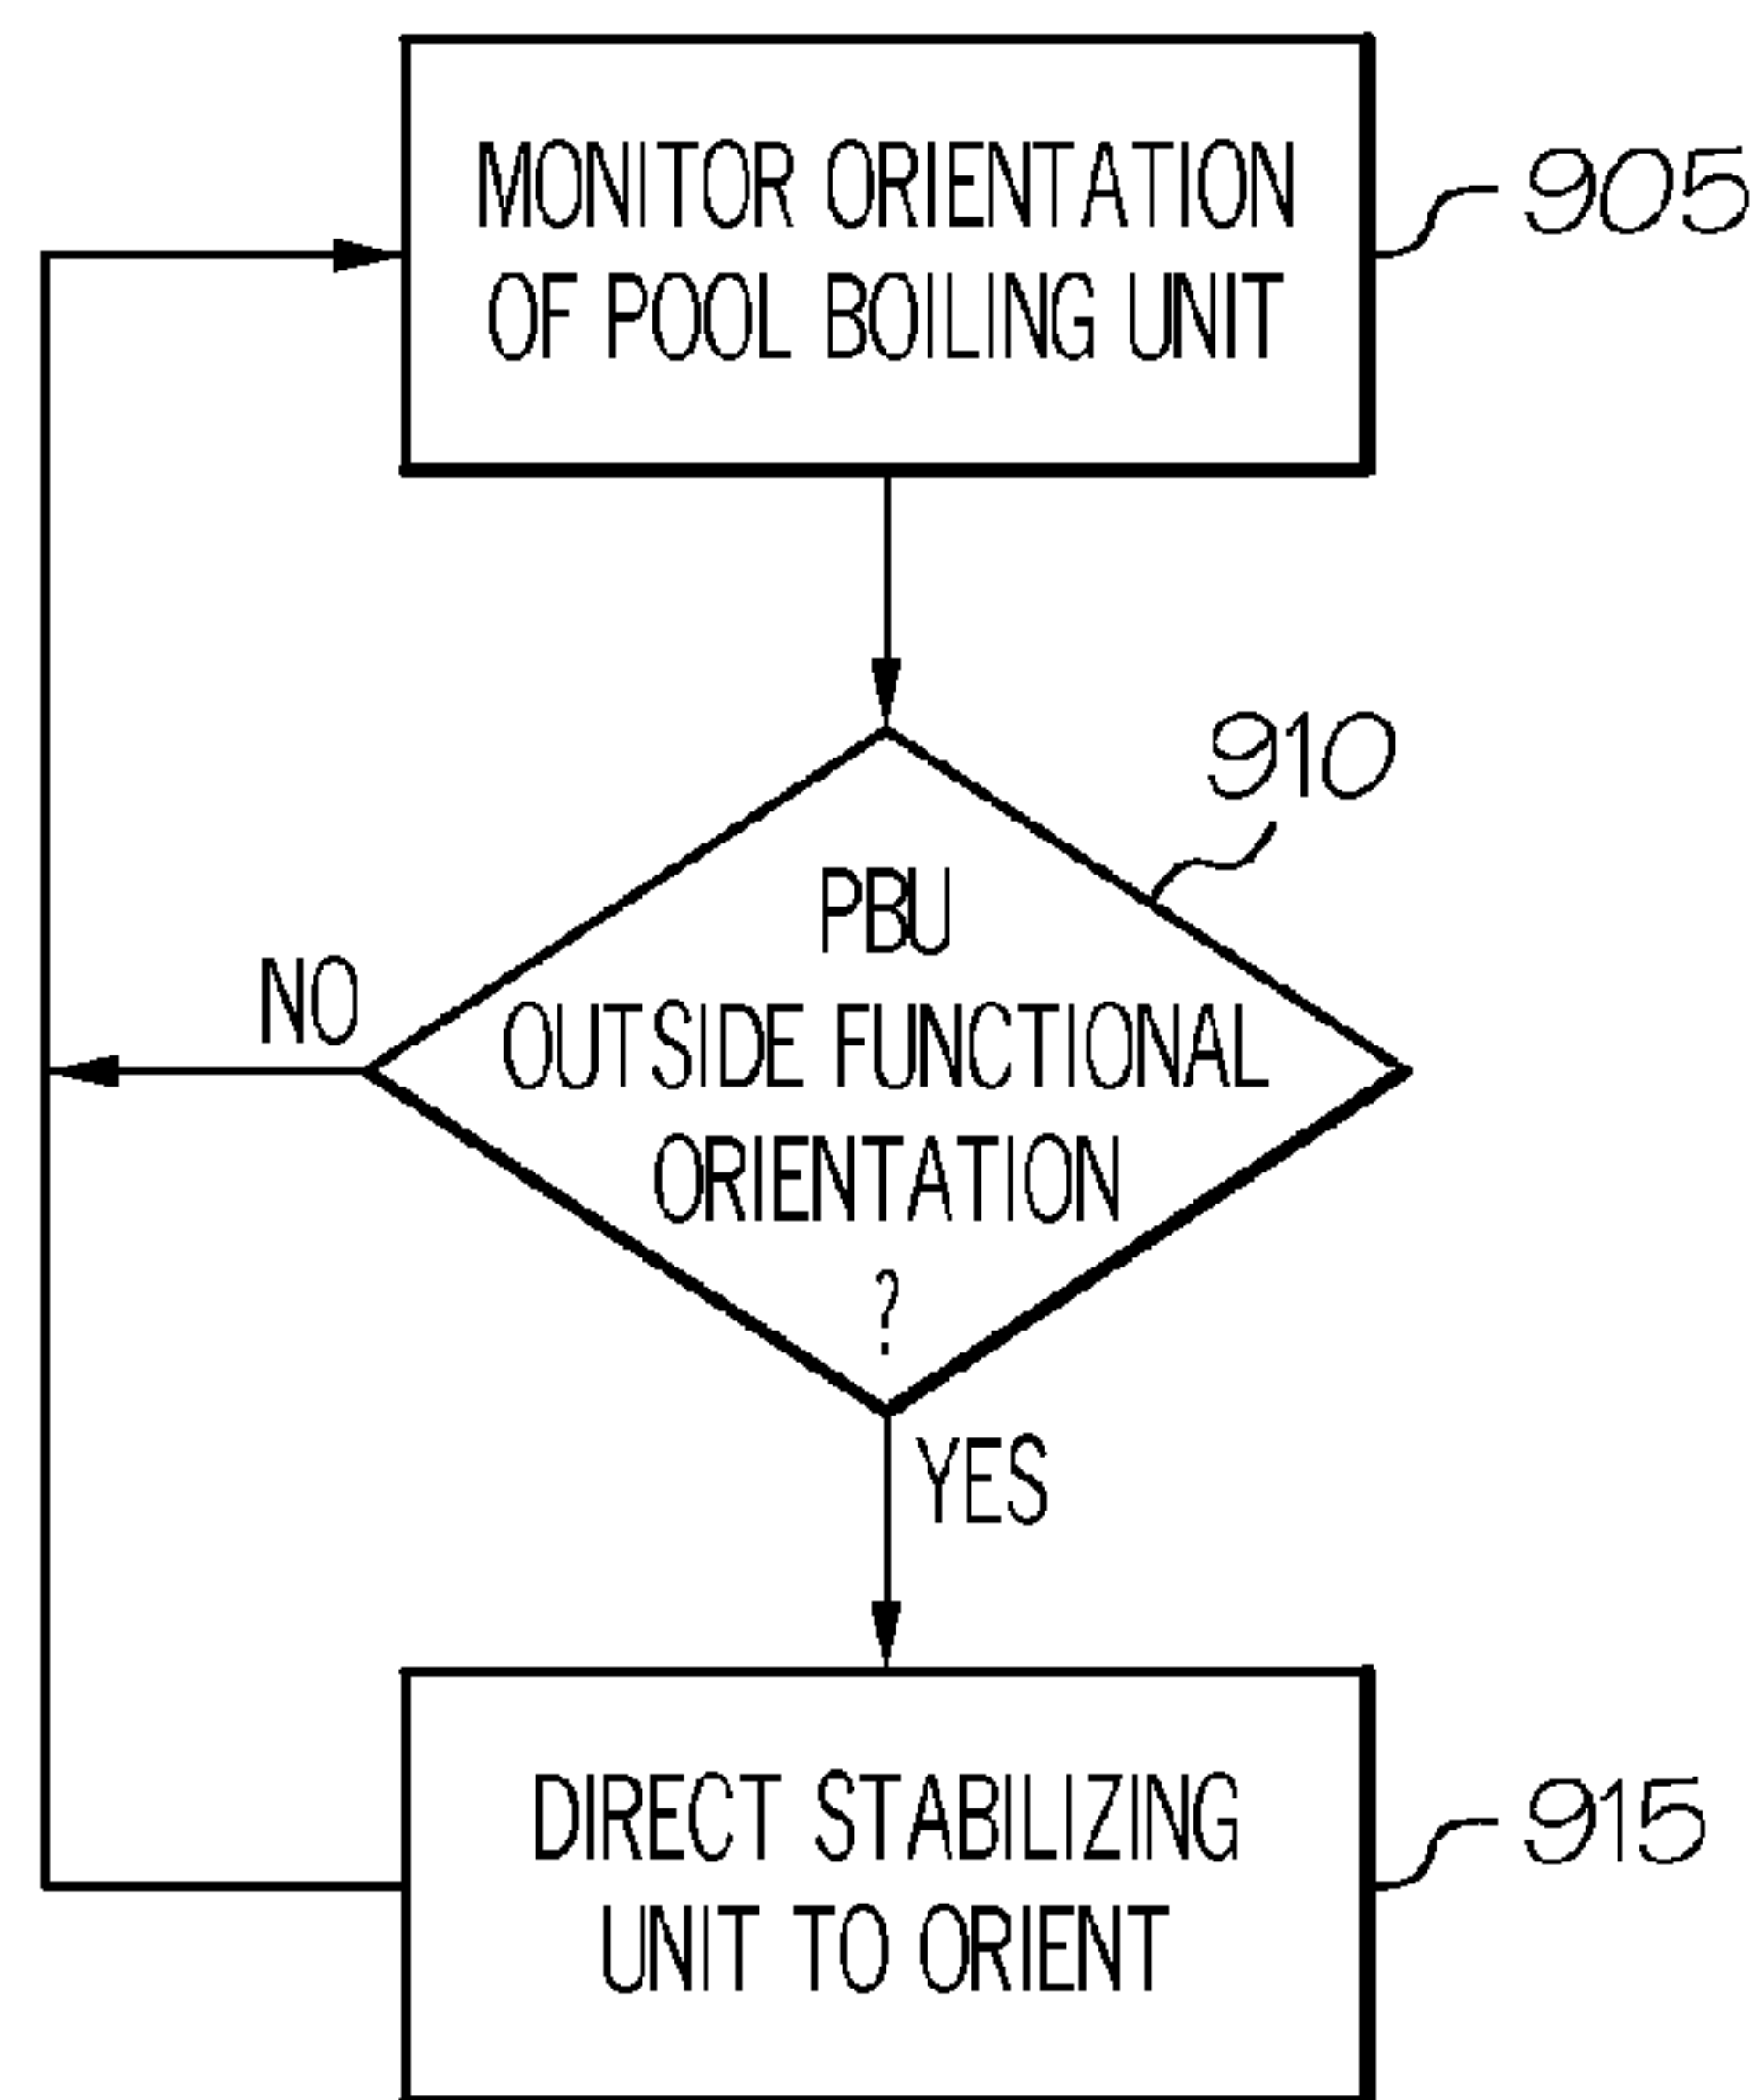 MONITOR ORIENTATION
OF POOL BOILING UNIT
905
910
PBU
OUTSIDE FUNCTIONAL
ORIENTATION
?
NO
YES
DIRECT STABILIZING
UNIT TO ORIENT
915